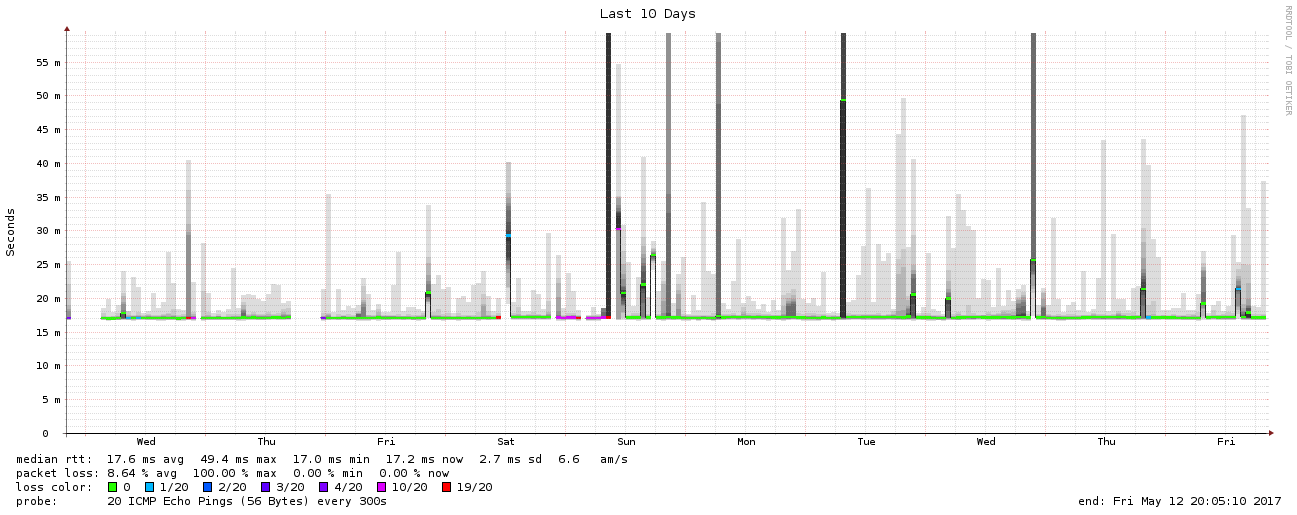 Last 10 Days
RRDTOOL / TOBI OETIKER
Seconds
55 m
50 m
45 m
40 m
35 m
30 m
25 m
20 m
15 m
10 m
5 m
0
Wed Thu Fri Sat Sun Mon Tue Wed Thu Fri
median rtt: 17.6 ms avg 49.4 ms max 17.0 ms min 17.2 ms now 2.7 ms sd 6.6 am/s
packet loss: 8.64 % avg 100.00 % max 0.00 % min 0.00 % now
loss color: 0 1/20 2/20 3/20 4/20 10/20 19/20
probe: 20 ICMP Echo Pings (56 Bytes) every 300s end: Fri May 12 20:05:10 2017